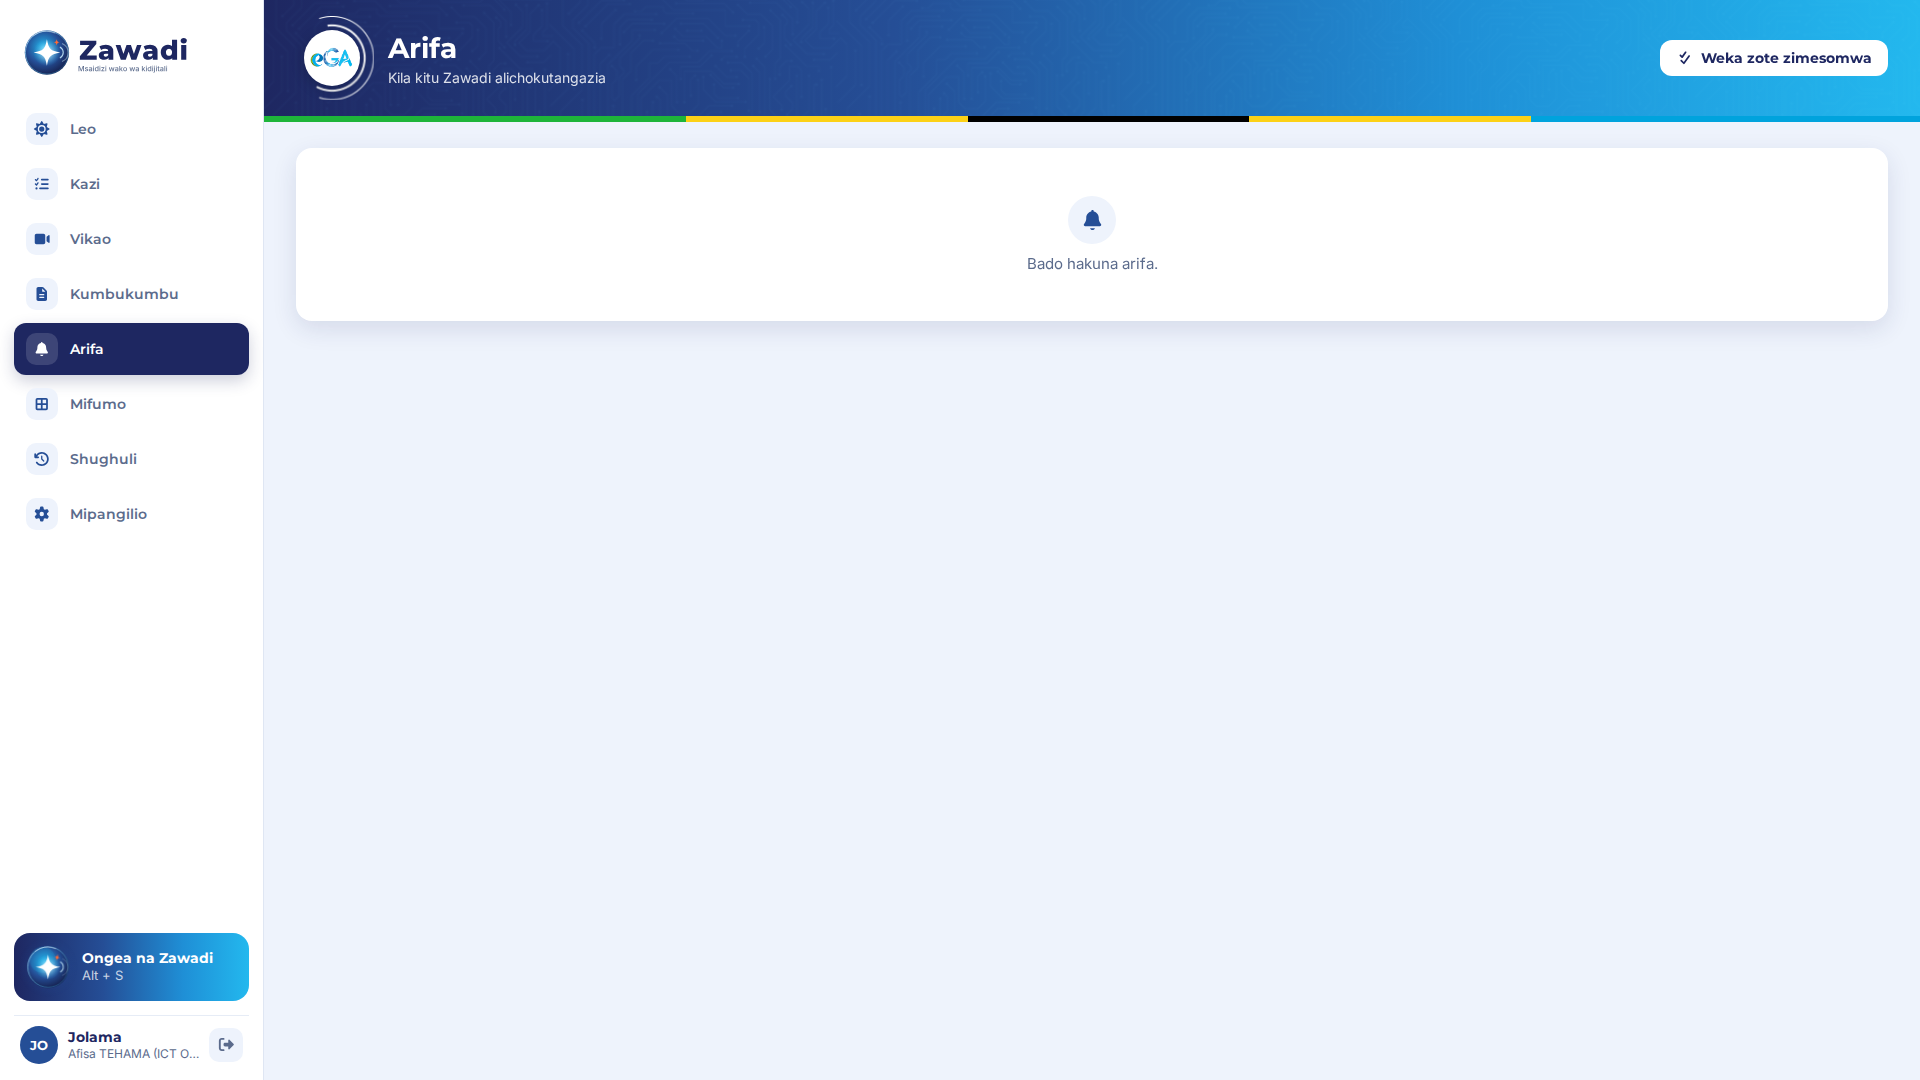 Zawadi
Msaidizi wako wa kidijitali
Leo
Kazi
Vikao
Kumbukumbu
Arifa
Mifumo
Shughuli
Mipangilio
Ongea na Zawadi
Alt + S
JO
Jolama
Afisa TEHAMA (ICT O...
eGA
Arifa
Kila kitu Zawadi alichokutangazia
Weka zote zimesomwa
Bado hakuna arifa.